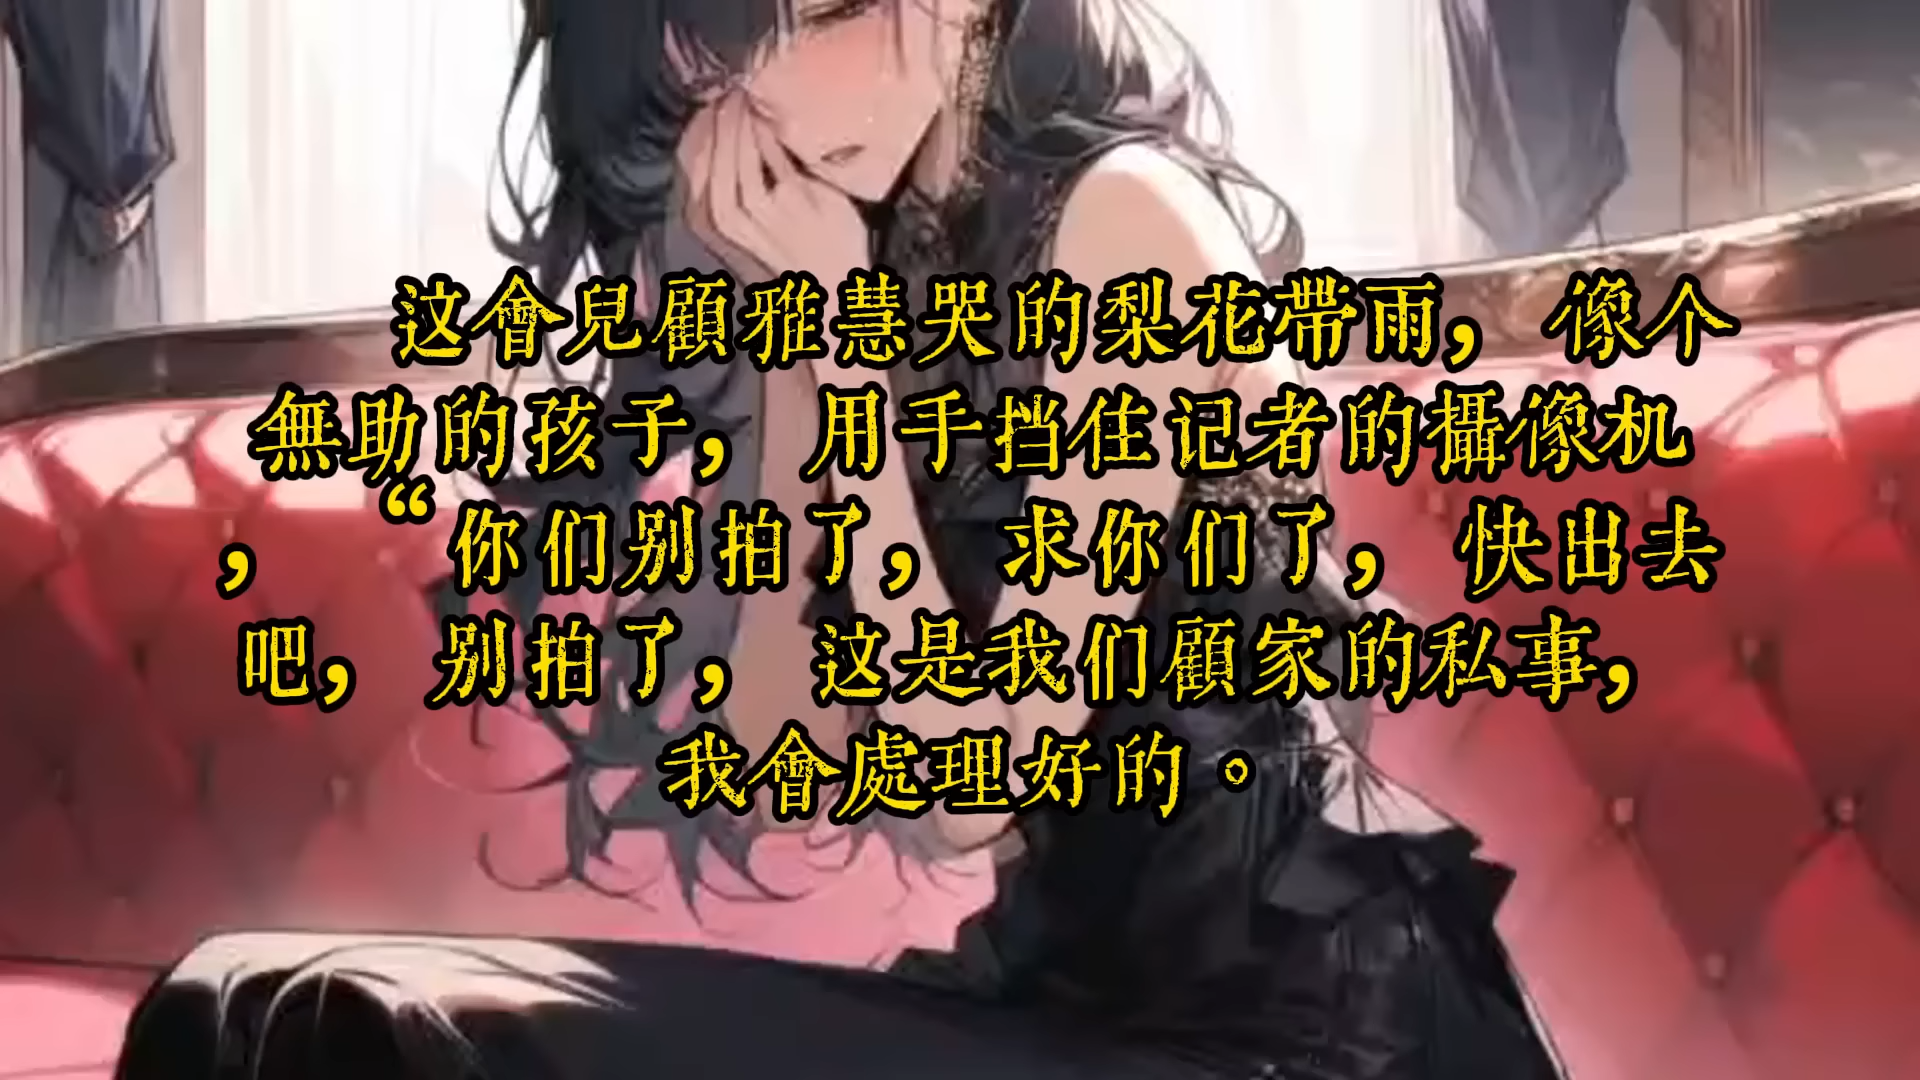 这會兒顧雅慧哭的梨花帶雨，像个
無助的孩子，用手挡住记者的攝像机
，“你们别拍了，求你们了，快出去
吧，别拍了，这是我们顧家的私事，
我會處理好的。